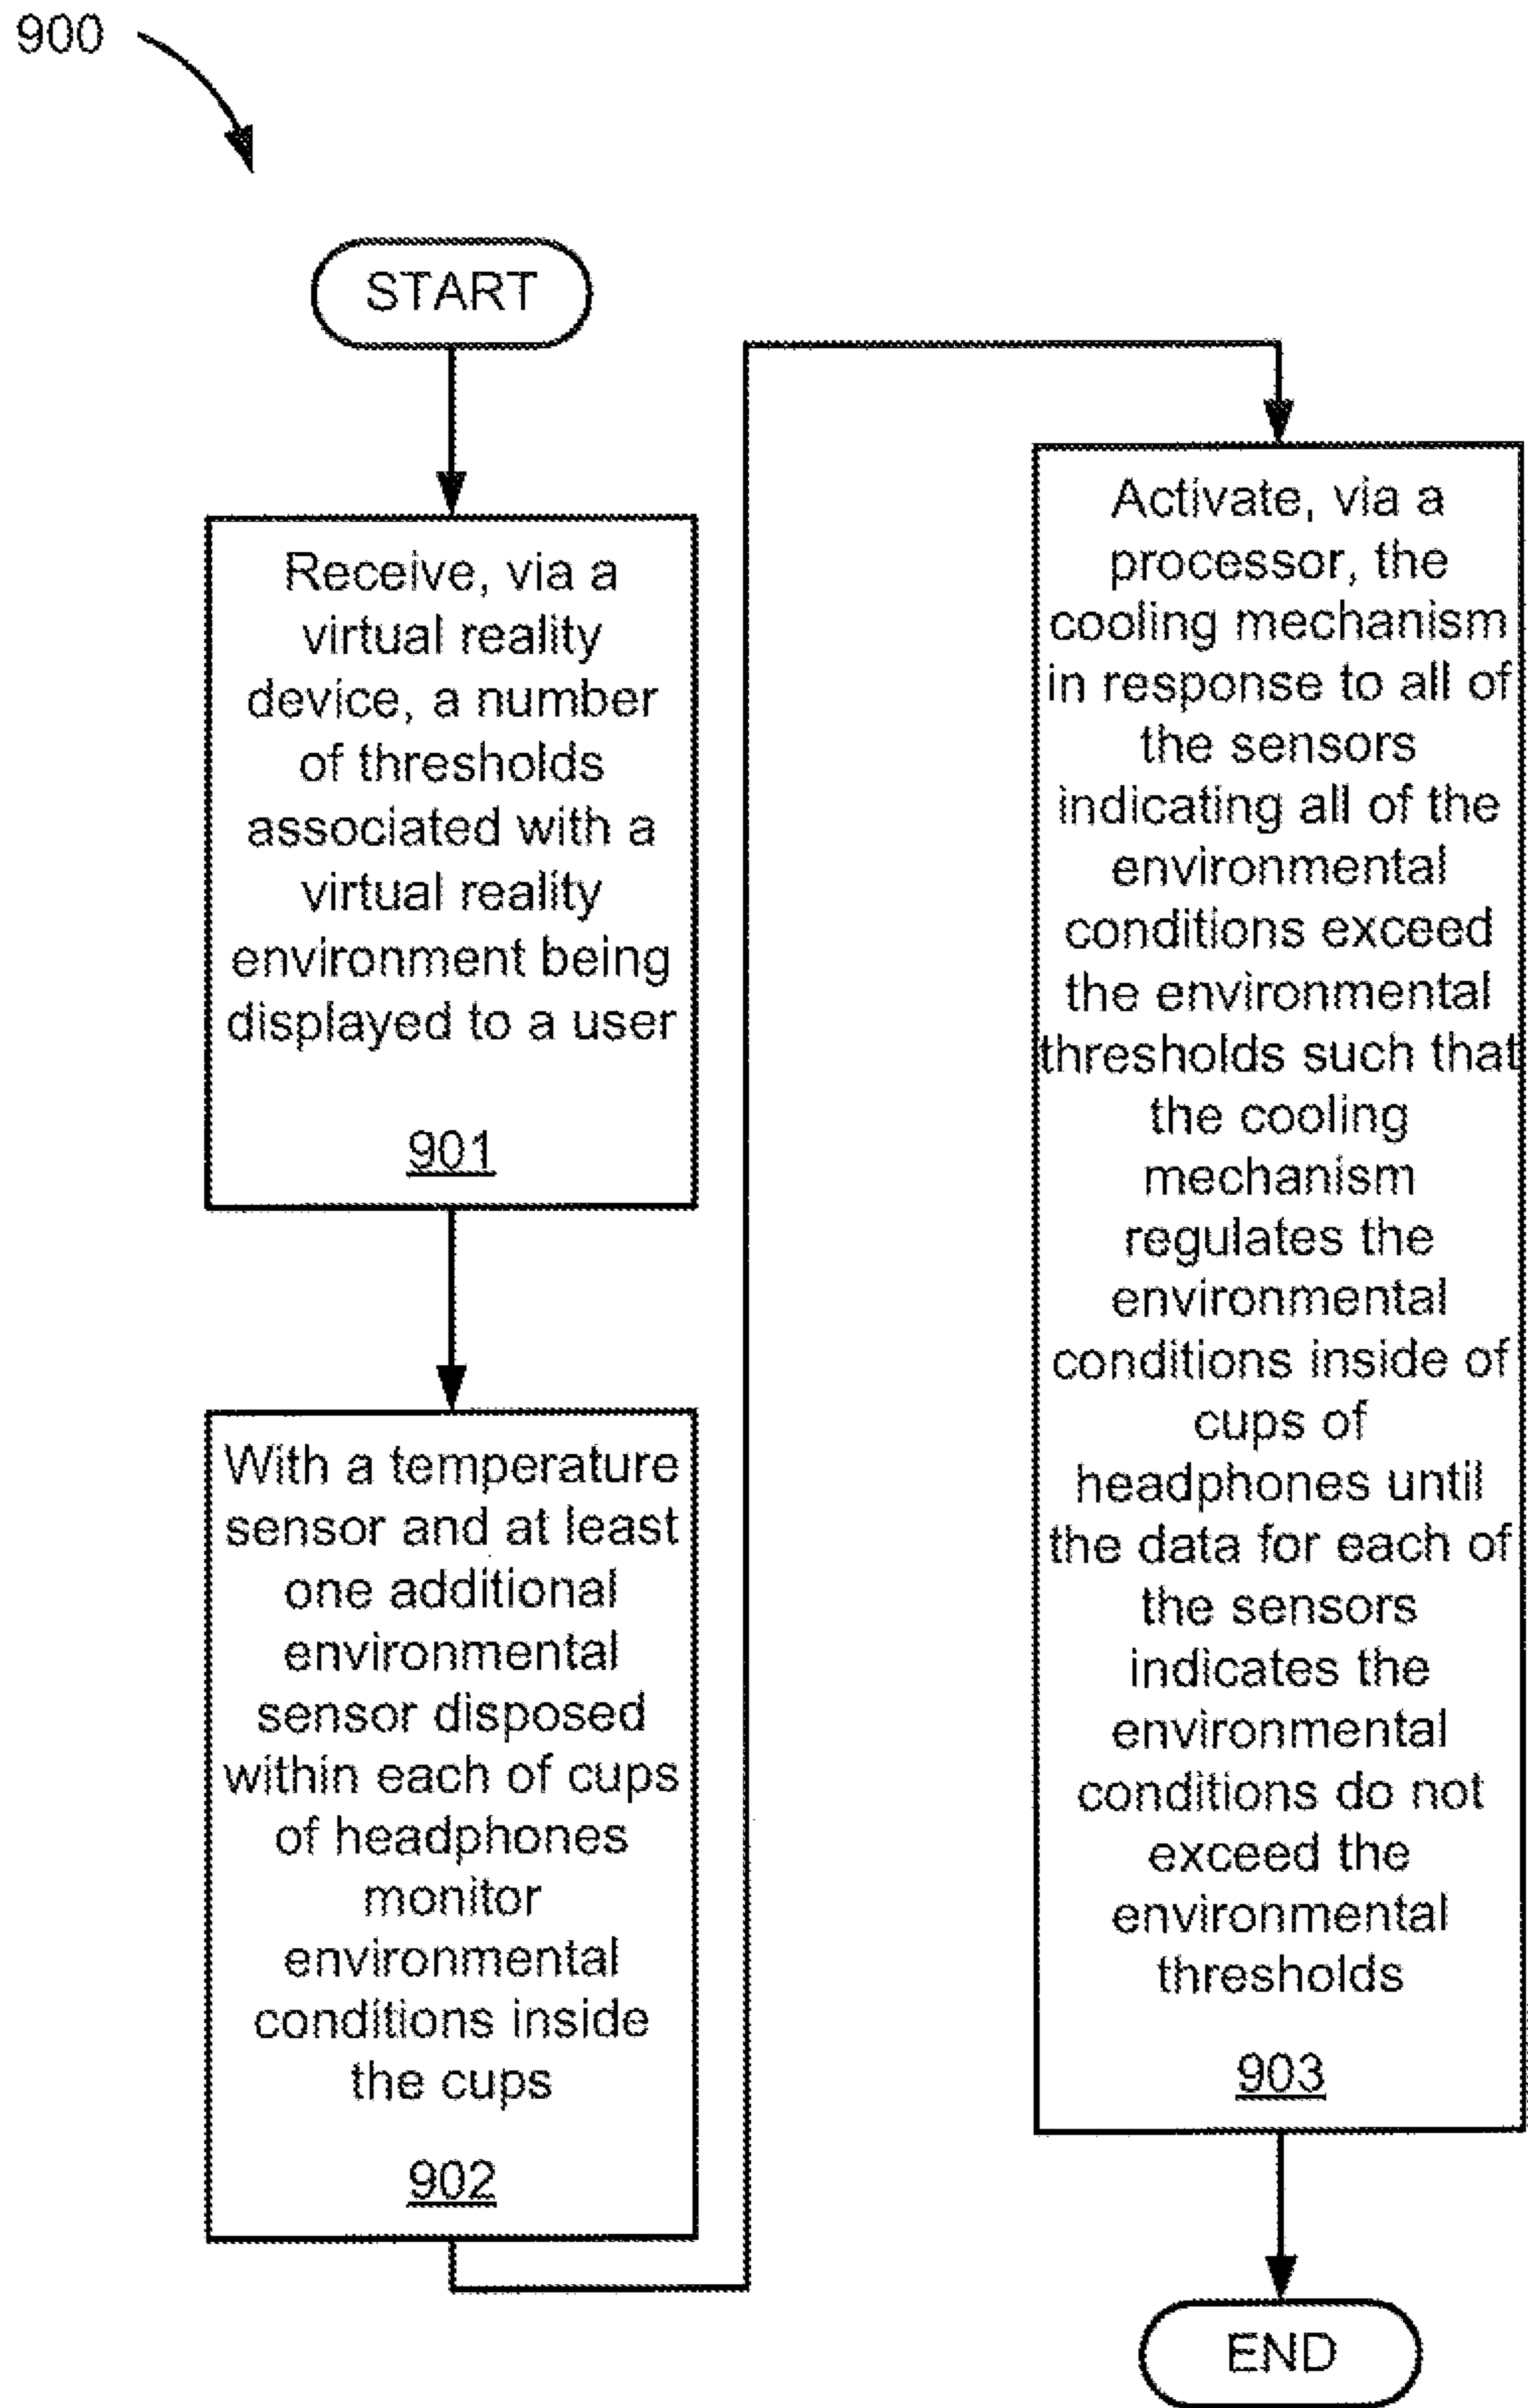 900
START
Receive, via a
virtual reality
device, a number
of thresholds
associated with a
virtual reality
environment being
displayed to a user
901
With a temperature
sensor and at least
one additional
environmental
sensor disposed
within each of cups
of headphones
monitor
environmental
conditions inside
the cups
902
Activate, via a
processor, the
cooling mechanism
in response to all of
the sensors
indicating all of the
environmental
conditions exceed
the environmental
thresholds such that
the cooling
mechanism
regulates the
environmental
conditions inside of
cups of
headphones until
the data for each of
the sensors
indicates the
environmental
conditions do not
exceed the
environmental
thresholds
903
END